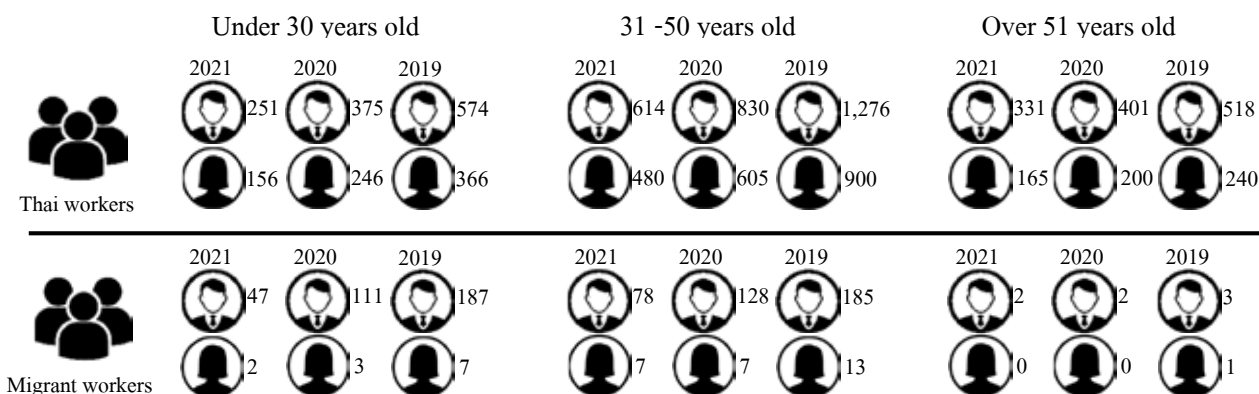 Under 30 years old 31 -50 years old Over 51 years old
2021 2020 2019 2021 2020 2019 2021 2020 2019
251 375 574 614 830 1,276 331 401 518
156 246 366 480 605 900 165 200 240
Thai workers
2021 2020 2019 2021 2020 2019 2021 2020 2019
47 111 187 78 128 185 2 2 3
2 3 7 7 7 13 0 0 1
Migrant workers